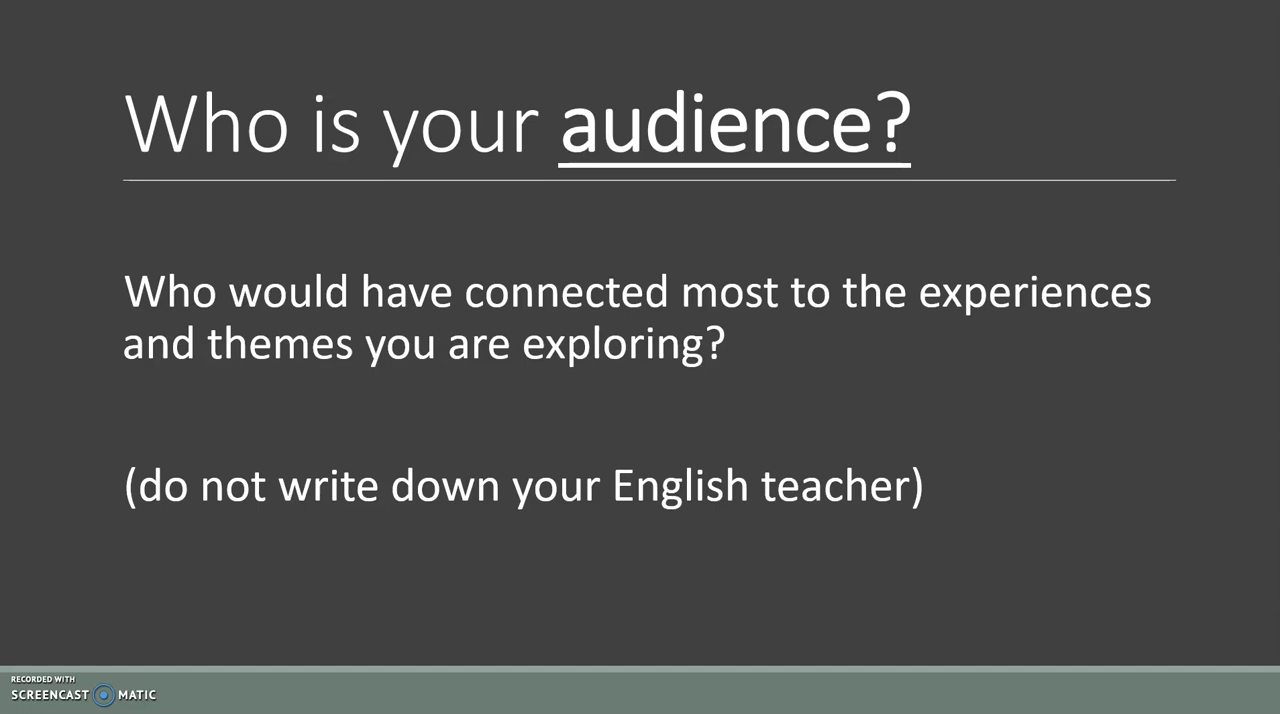 Who is your audience?
Who would have connected most to the experiences
and themes you are exploring?
(do not write down your English teacher)
RECORDED WITH
SCREENCAST MATIC